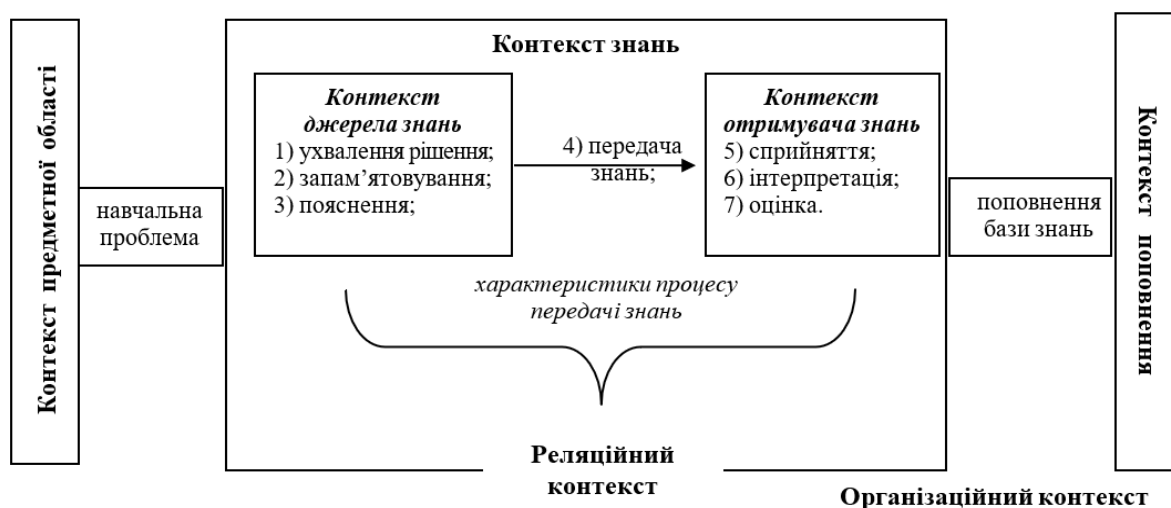 Контекст предметної області
навчальна
проблема
Контекст знань
Контекст
джерела знань
1) ухвалення рішення;
2) запам’ятовування;
3) пояснення;
4) передача
знань;
Контекст
отримувача знань
5) сприйняття;
6) інтерпретація;
7) оцінка.
характеристики процесу
передачі знань
Реляційний
контекст
поповнення
бази знань
Контекст поповнення
Організаційний контекст